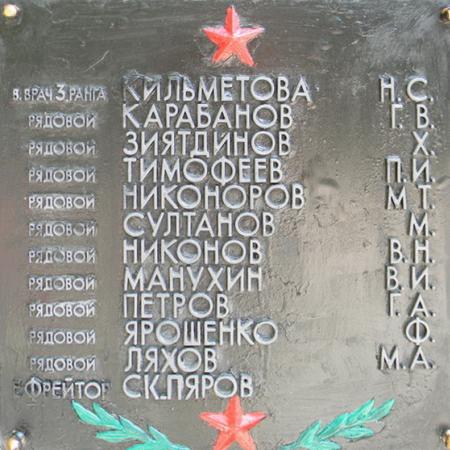 В. ВРАЧ 3 РАНГА КИЛЬМЕТОВА Н. С.
РЯДОВОЙ КАРАБАНОВ Г. В.
РЯДОВОЙ ЗИЯТДИНОВ Х.
РЯДОВОЙ ТИМОФЕЕВ П. И.
РЯДОВОЙ НИКОНОРОВ М. Т.
РЯДОВОЙ СУЛТАНОВ М.
РЯДОВОЙ НИКОНОВ В. Н.
РЯДОВОЙ МАНУХИН В. И.
РЯДОВОЙ ПЕТРОВ Г. А.
РЯДОВОЙ ЯРОШЕНКО Ф.
РЯДОВОЙ ЛЯХОВ М. А.
ЕФРЕЙТОР СКЛЯРОВ